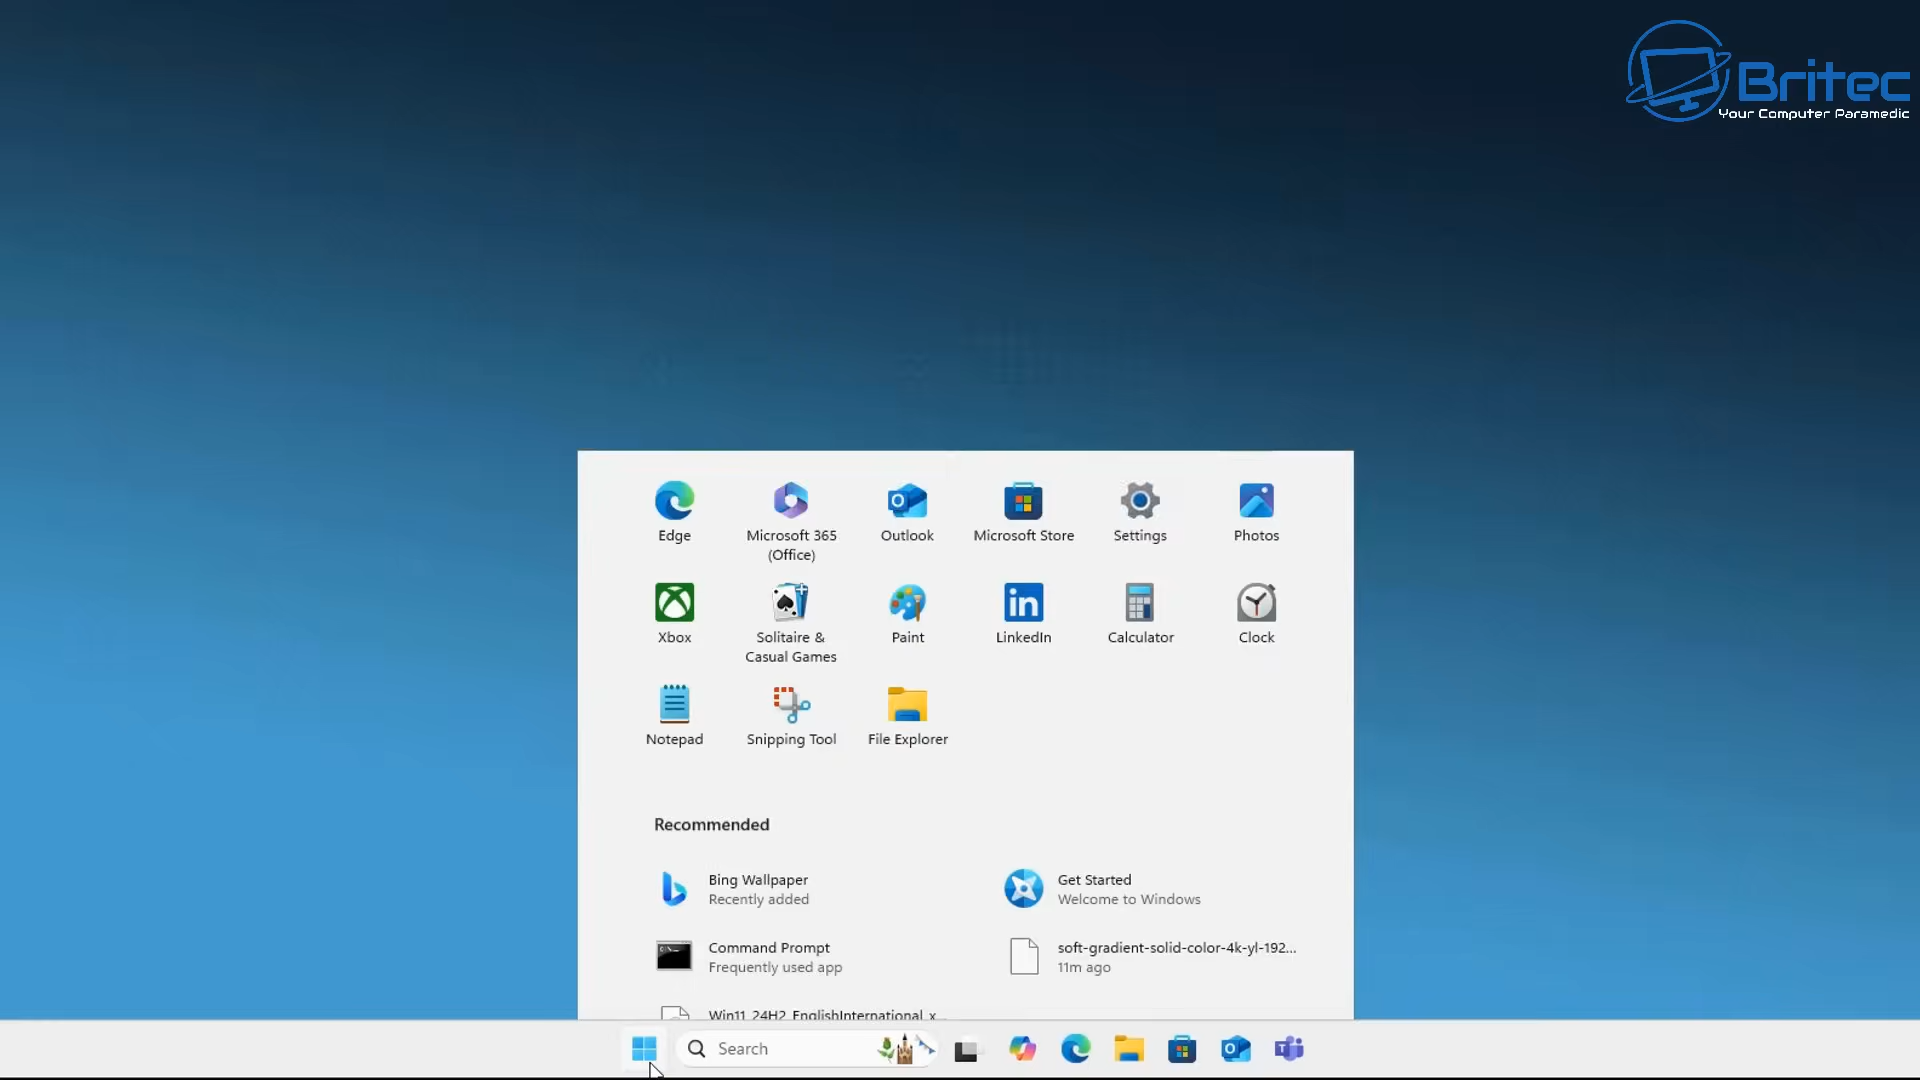 Britec
Your Computer Paramedic
Edge
Microsoft 365
(Office)
Outlook
Microsoft Store
Settings
Photos
Xbox
Solitaire &
Casual Games
Paint
LinkedIn
Calculator
Clock
Notepad
Snipping Tool
File Explorer
Recommended
Bing Wallpaper
Recently added
Get Started
Welcome to Windows
Command Prompt
Frequently used app
soft-gradient-solid-color-4k-yl-192...
11m ago
Win11_24H2_EnglishInternational_x...
Search